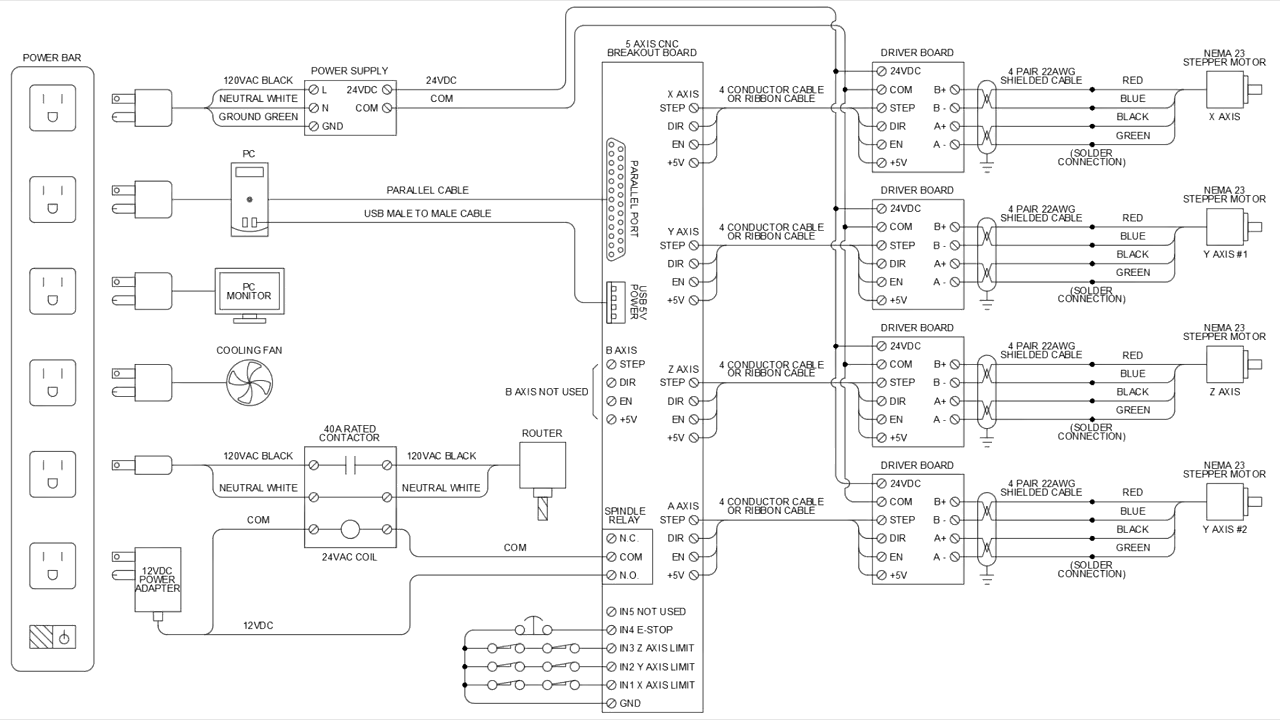 POWER BAR
120VAC BLACK
NEUTRAL WHITE
GROUND GREEN
POWER SUPPLY
L
N
GND
24VDC
COM
24VDC
COM
PC
PARALLEL CABLE
USB MALE TO MALE CABLE
PC
MONITOR
COOLING FAN
40A RATED
CONTACTOR
120VAC BLACK
NEUTRAL WHITE
120VAC BLACK
NEUTRAL WHITE
ROUTER
COM
24VAC COIL
COM
12VDC
POWER
ADAPTER
12VDC
5 AXIS CNC
BREAKOUT BOARD
PARALLEL PORT
USB 5V
POWER
B AXIS
STEP
DIR
EN
+5V
B AXIS NOT USED
SPINDLE
RELAY
N.C.
COM
N.O.
IN5 NOT USED
IN4 E-STOP
IN3 Z AXIS LIMIT
IN2 Y AXIS LIMIT
IN1 X AXIS LIMIT
GND
X AXIS
STEP
DIR
EN
+5V
4 CONDUCTOR CABLE
OR RIBBON CABLE
DRIVER BOARD
24VDC
COM
STEP
DIR
EN
+5V
B+
B -
A+
A -
4 PAIR 22AWG
SHIELDED CABLE
RED
BLUE
BLACK
GREEN
(SOLDER
CONNECTION)
NEMA 23
STEPPER MOTOR
X AXIS
Y AXIS
STEP
DIR
EN
+5V
4 CONDUCTOR CABLE
OR RIBBON CABLE
DRIVER BOARD
24VDC
COM
STEP
DIR
EN
+5V
B+
B -
A+
A -
4 PAIR 22AWG
SHIELDED CABLE
RED
BLUE
BLACK
GREEN
(SOLDER
CONNECTION)
NEMA 23
STEPPER MOTOR
Y AXIS #1
Z AXIS
STEP
DIR
EN
+5V
4 CONDUCTOR CABLE
OR RIBBON CABLE
DRIVER BOARD
24VDC
COM
STEP
DIR
EN
+5V
B+
B -
A+
A -
4 PAIR 22AWG
SHIELDED CABLE
RED
BLUE
BLACK
GREEN
(SOLDER
CONNECTION)
NEMA 23
STEPPER MOTOR
Z AXIS
A AXIS
STEP
DIR
EN
+5V
4 CONDUCTOR CABLE
OR RIBBON CABLE
DRIVER BOARD
24VDC
COM
STEP
DIR
EN
+5V
B+
B -
A+
A -
4 PAIR 22AWG
SHIELDED CABLE
RED
BLUE
BLACK
GREEN
(SOLDER
CONNECTION)
NEMA 23
STEPPER MOTOR
Y AXIS #2